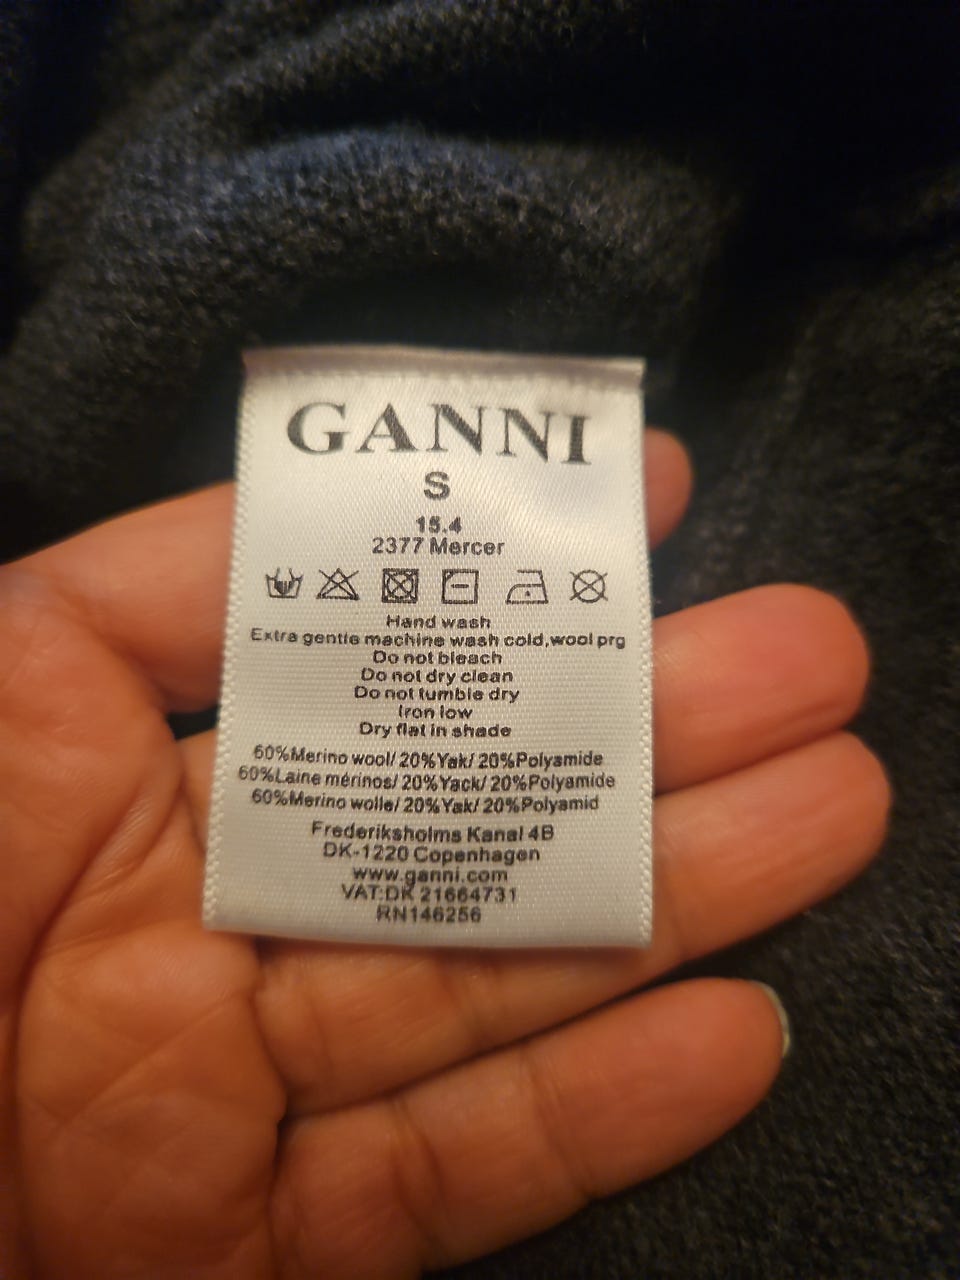 GANNI
S
15.4
2377 Mercer
Hand wash
Extra gentle machine wash cold,wool prg
Do not bleach
Do not dry clean
Do not tumble dry
Iron low
Dry flat in shade
60%Merino wool/ 20%Yak/ 20%Polyamide
60%Laine mérinos/ 20%Yack/ 20%Polyamide
60%Merino wolle/ 20%Yak/ 20%Polyamid
Frederiksholms Kanal 4B
DK-1220 Copenhagen
www.ganni.com
VAT:DK 21664731
RN146256